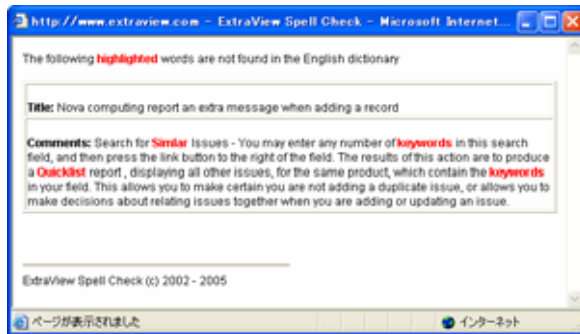 http://www.extraview.com - ExtraView Spell Check - Microsoft Internet...
The following highlighted words are not found in the English dictionary
Title: Nova computing report an extra message when adding a record
Comments: Search for Simlar Issues - You may enter any number of keywords in this search
field, and then press the link button to the right of the field. The results of this action are to produce
a Quicklist report , displaying all other issues, for the same product, which contain the keywords
in your field. This allows you to make certain you are not adding a duplicate issue, or allows you to
make decisions about relating issues together when you are adding or updating an issue.
ExtraView Spell Check (c) 2002 - 2005
ページが表示されました インターネット